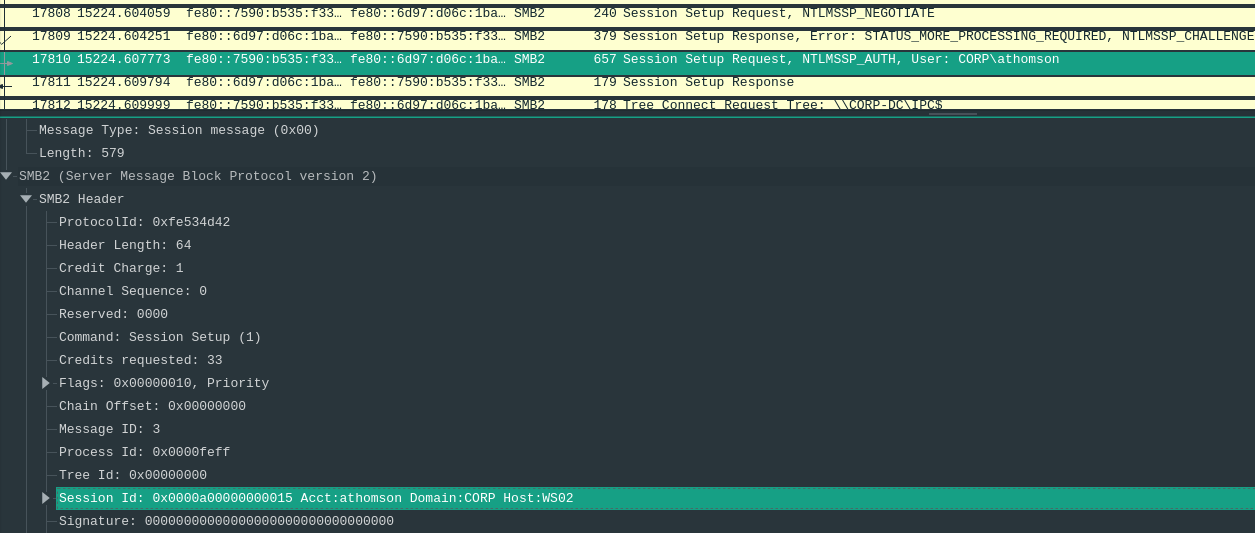 17808 15224.604059 fe80::7590:b535:f33… fe80::6d97:d06c:1ba… SMB2 240 Session Setup Request, NTLMSSP_NEGOTIATE
17809 15224.604251 fe80::6d97:d06c:1ba… fe80::7590:b535:f33… SMB2 379 Session Setup Response, Error: STATUS_MORE_PROCESSING_REQUIRED, NTLMSSP_CHALLENGE
17810 15224.607773 fe80::7590:b535:f33… fe80::6d97:d06c:1ba… SMB2 657 Session Setup Request, NTLMSSP_AUTH, User: CORP\athomson
17811 15224.609794 fe80::6d97:d06c:1ba… fe80::7590:b535:f33… SMB2 179 Session Setup Response
17812 15224.609999 fe80::7590:b535:f33… fe80::6d97:d06c:1ba… SMB2 178 Tree Connect Request Tree: \\CORP-DC\IPC$
Message Type: Session message (0x00)
Length: 579
SMB2 (Server Message Block Protocol version 2)
SMB2 Header
ProtocolId: 0xfe534d42
Header Length: 64
Credit Charge: 1
Channel Sequence: 0
Reserved: 0000
Command: Session Setup (1)
Credits requested: 33
Flags: 0x00000010, Priority
Chain Offset: 0x00000000
Message ID: 3
Process Id: 0x0000feff
Tree Id: 0x00000000
Session Id: 0x0000a00000000015 Acct:athomson Domain:CORP Host:WS02
Signature: 00000000000000000000000000000000